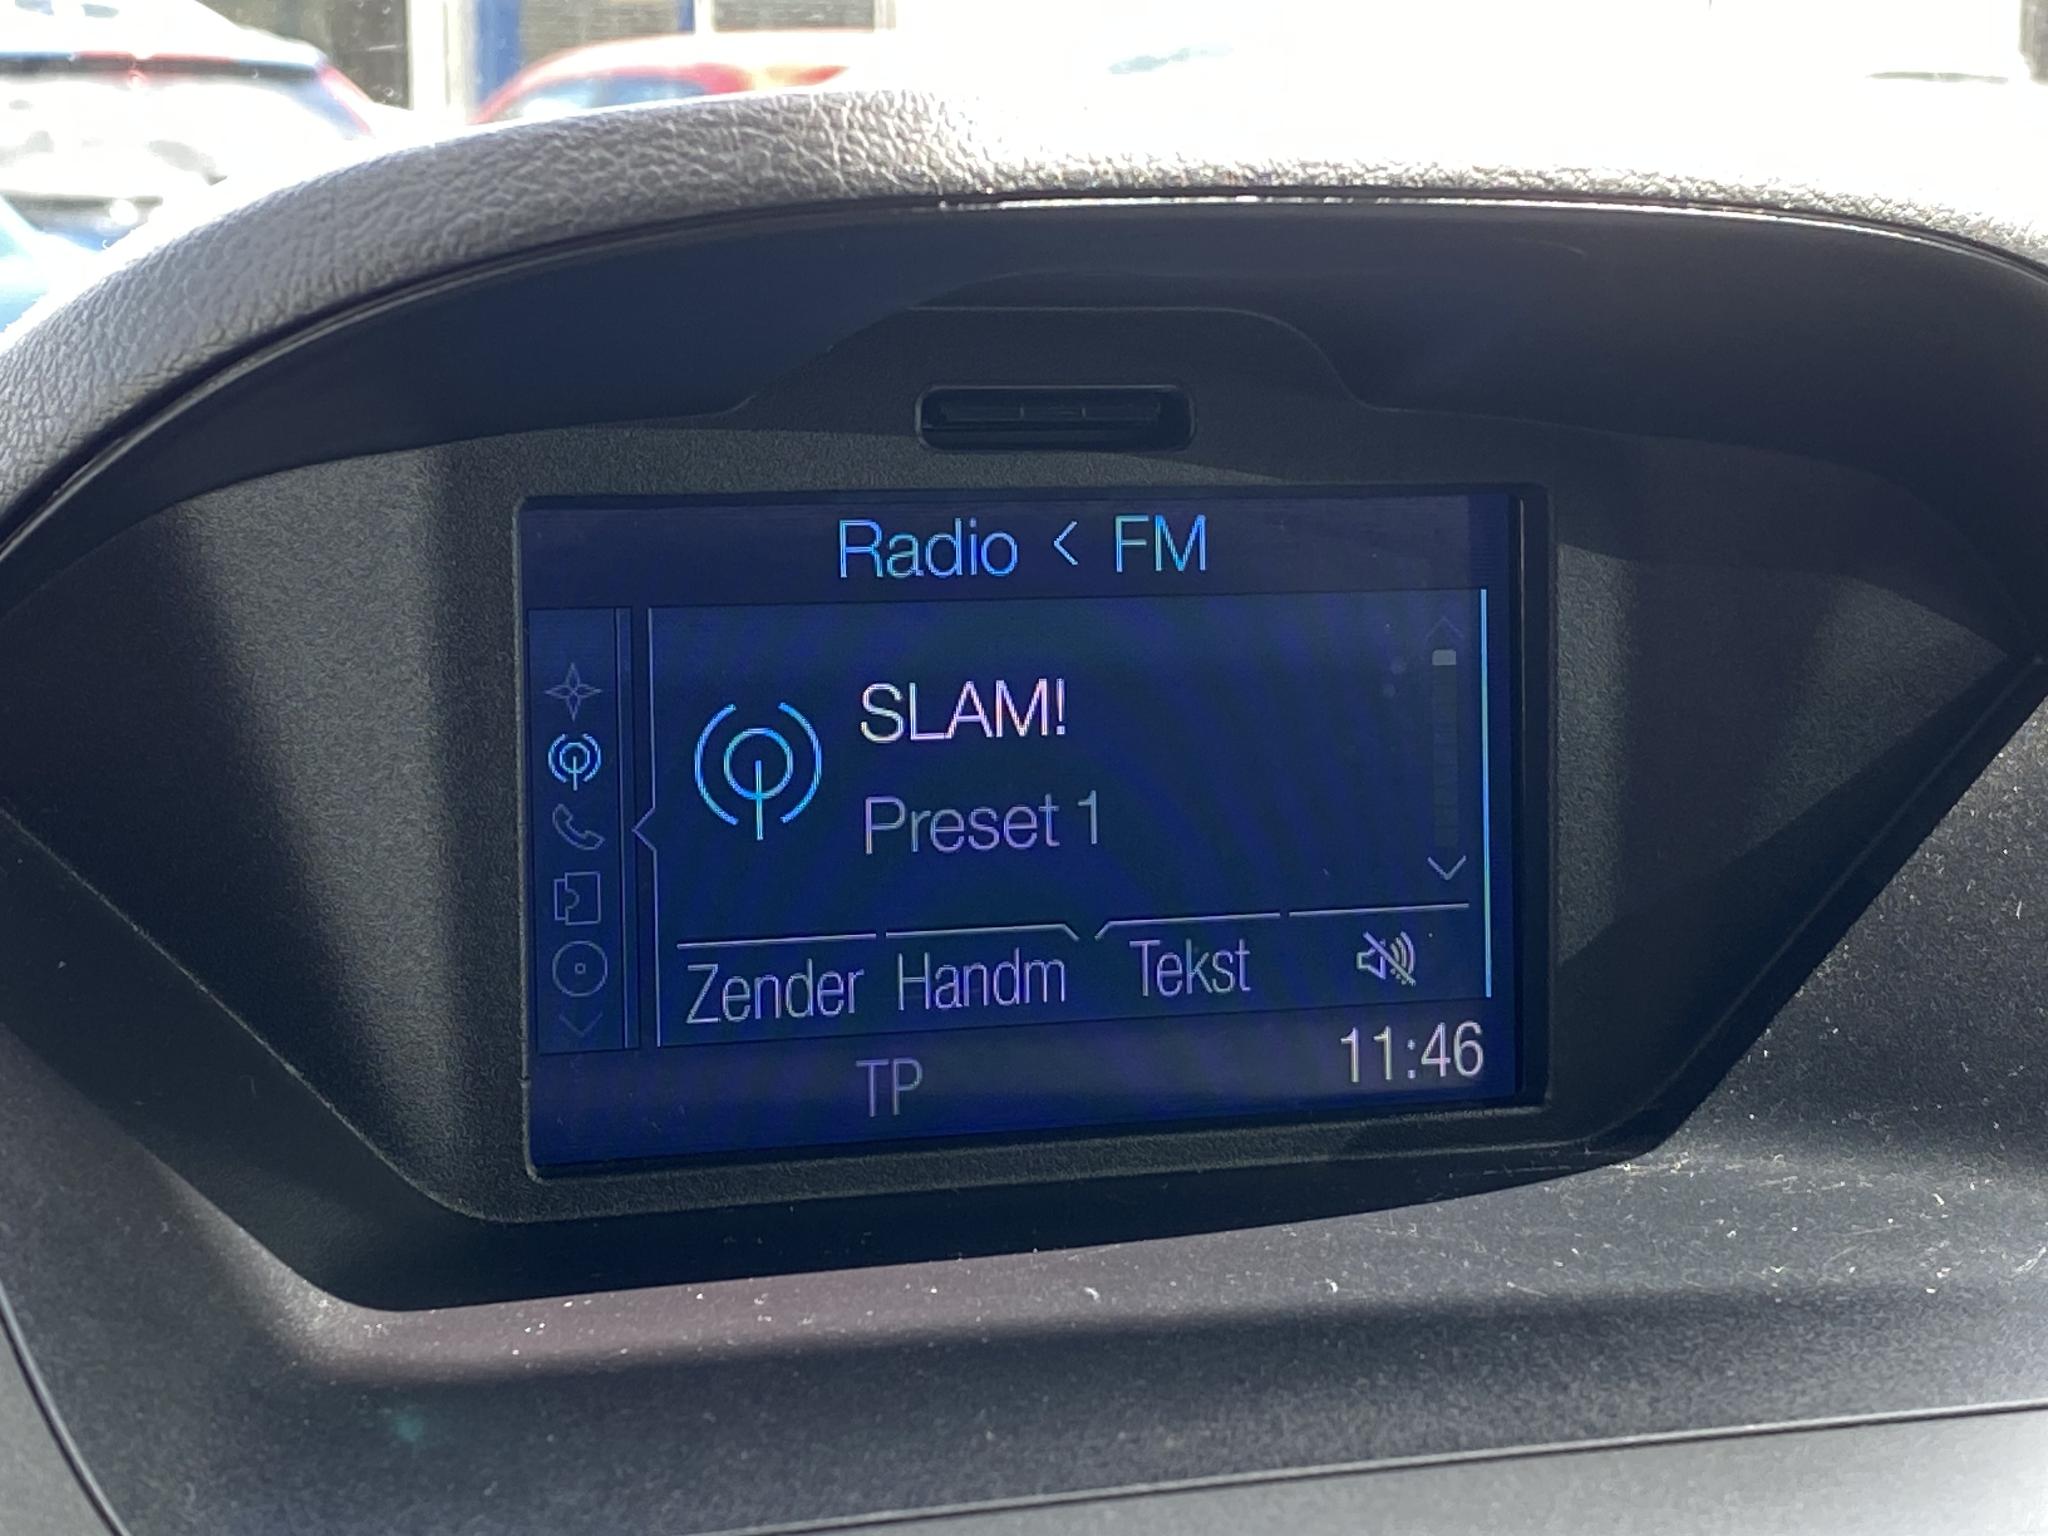 Radio < FM
SLAM!
Preset 1
Zender Handm Tekst
TP 11:46